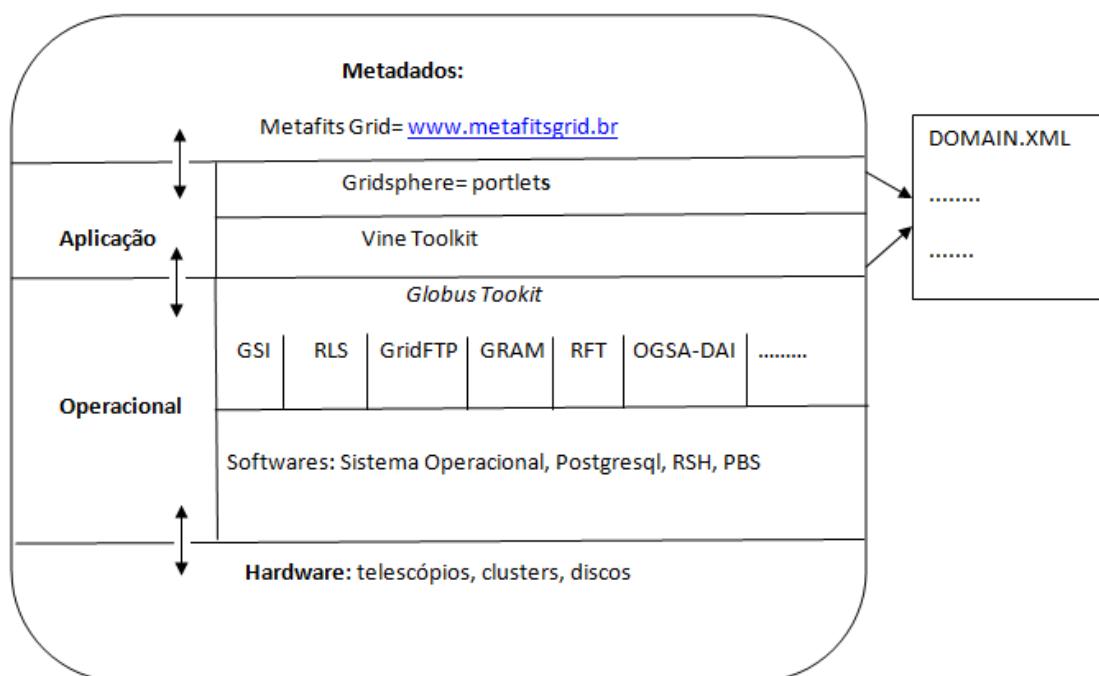 Metadados:
Metafits Grid= www.metafitsgrid.br
DOMAIN.XML
........
.......
Gridsphere= portlets
Aplicação
Vine Toolkit
Globus Tookit
GSI RLS GridFTP GRAM RFT OGSA-DAI .........
Operacional
Softwares: Sistema Operacional, Postgresql, RSH, PBS
Hardware: telescópios, clusters, discos